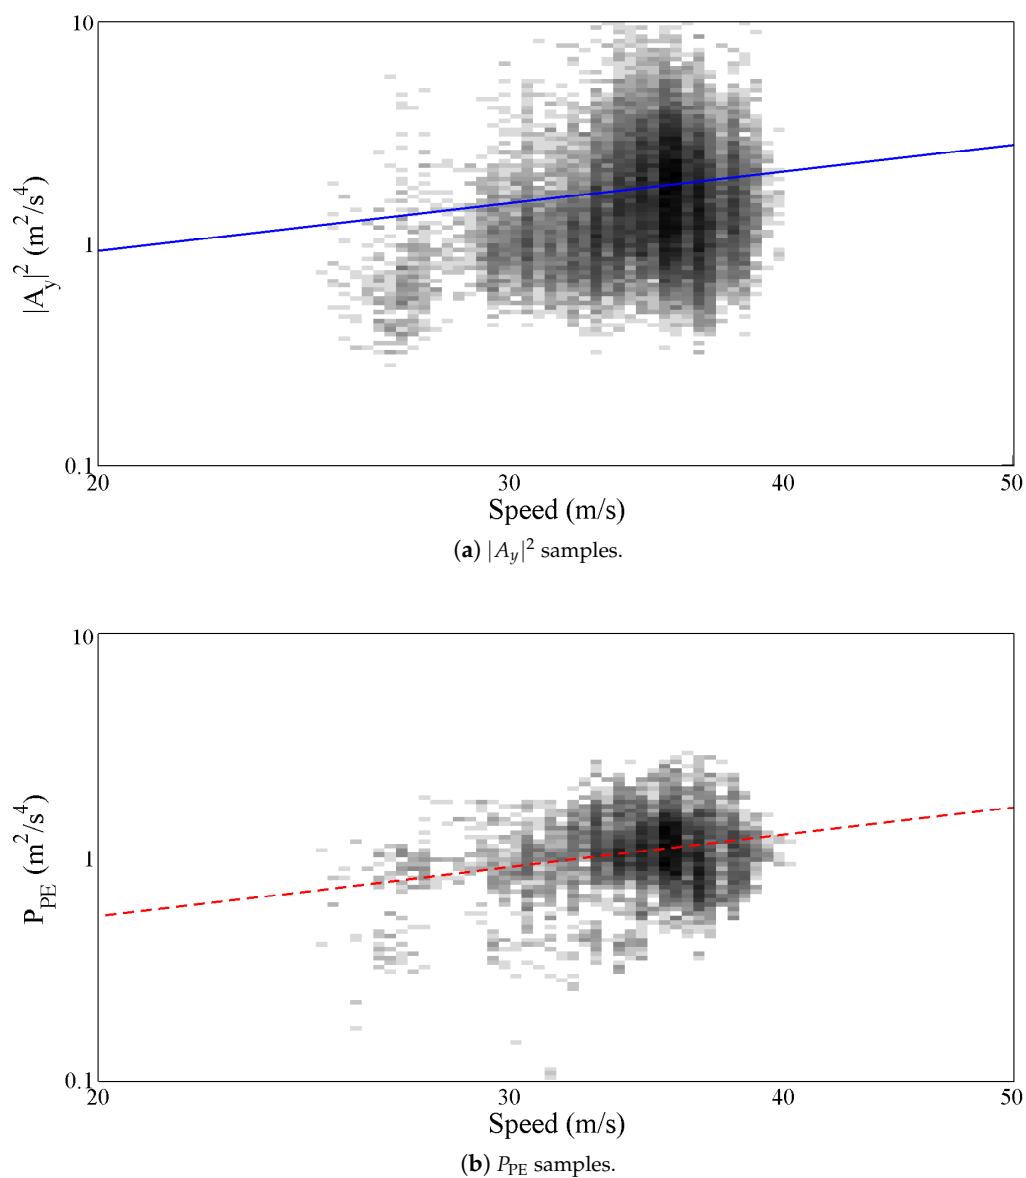 10
|A_y|^2 (m^2/s^4)
1
0.1
20 30 40 50
Speed (m/s)
(a) |A_y|^2 samples.
10
P_PE (m^2/s^4)
1
0.1
20 30 40 50
Speed (m/s)
(b) P_PE samples.